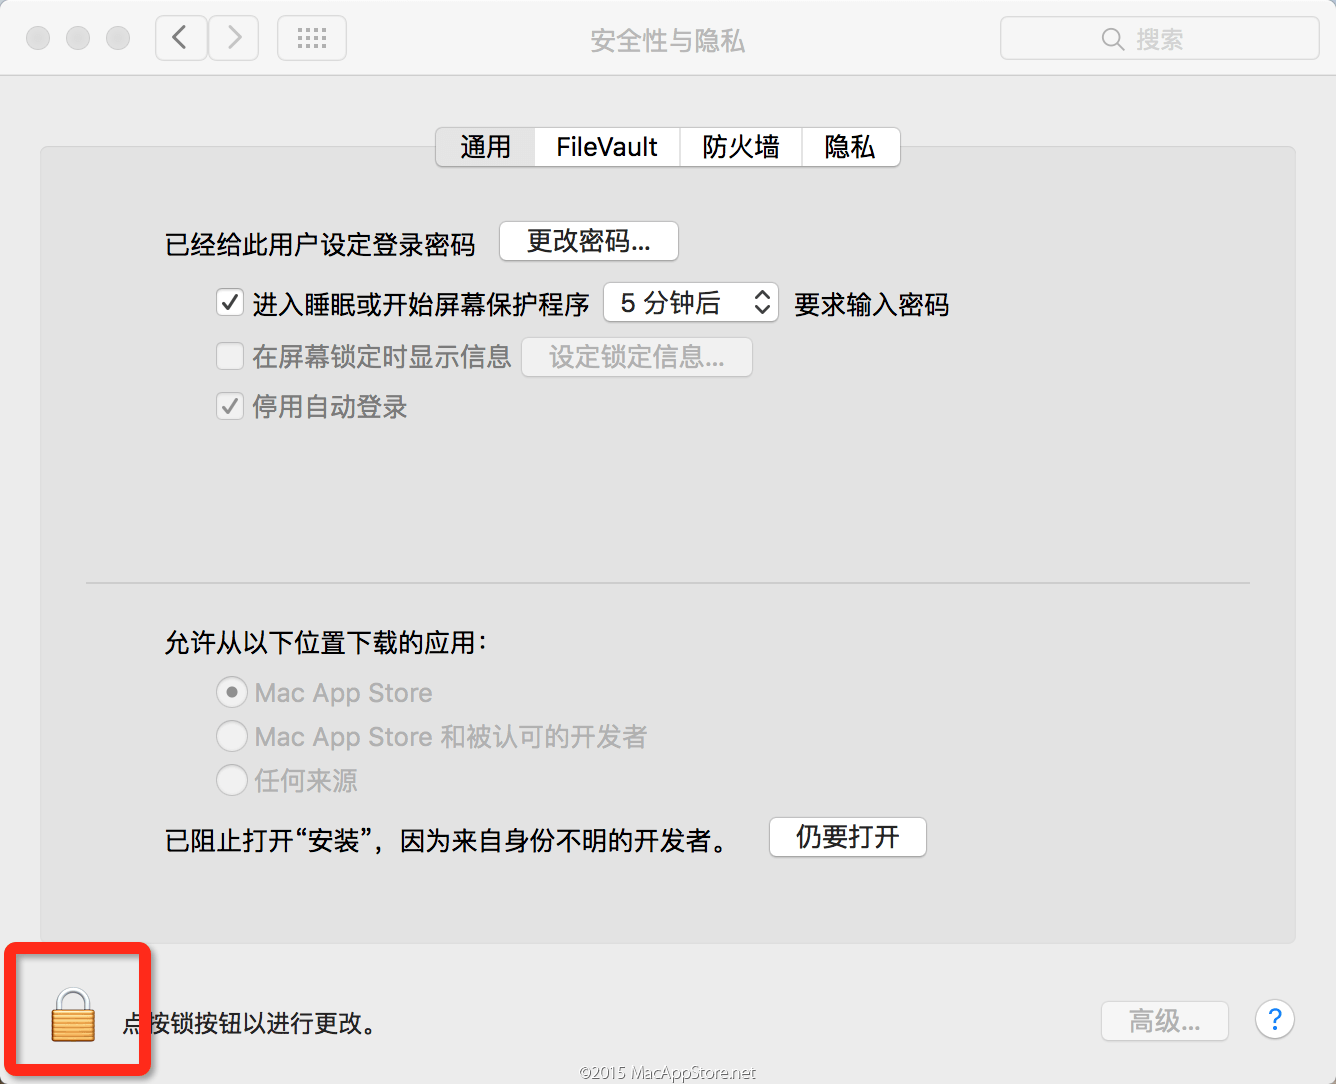 安全性与隐私
搜索
通用 FileVault 防火墙 隐私
已经给此用户设定登录密码 更改密码...
进入睡眠或开始屏幕保护程序 5 分钟后 要求输入密码
在屏幕锁定时显示信息 设定锁定信息...
停用自动登录
允许从以下位置下载的应用：
Mac App Store
Mac App Store 和被认可的开发者
任何来源
已阻止打开“安装”，因为来自身份不明的开发者。 仍要打开
点按锁按钮以进行更改。
高级... ?
©2015 MacAppStore.net